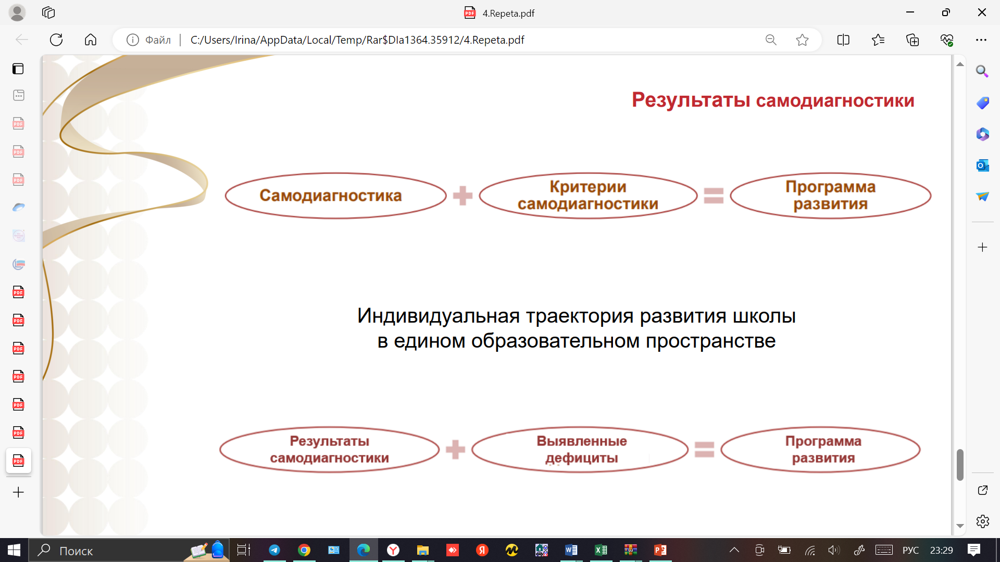 4.Repeta.pdf
Файл
C:/Users/Irina/AppData/Local/Temp/Rar$DIa1364.35912/4.Repeta.pdf
Результаты самодиагностики
Самодиагностика
Критерии
самодиагностики
Программа
развития
Индивидуальная траектория развития школы
в едином образовательном пространстве
Результаты
самодиагностики
Выявленные
дефициты
Программа
развития
Поиск
РУС
23:29